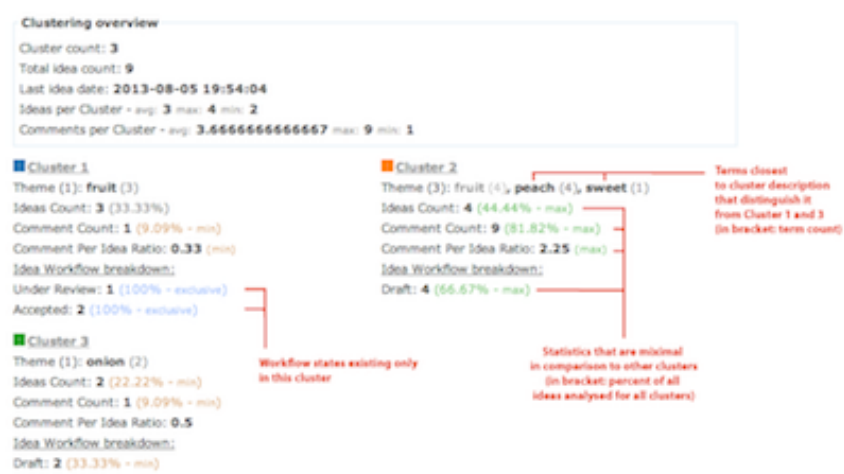 Clustering overview
Cluster count: 3
Total idea count: 9
Last idea date: 2013-08-05 19:54:04
Ideas per Cluster - avg: 3 max: 4 min: 2
Comments per Cluster - avg: 3.6666666666667 max: 9 min: 1
Cluster 1
Theme (1): fruit (3)
Ideas Count: 3 (33.33%)
Comment Count: 1 (9.09% - min)
Comment Per Idea Ratio: 0.33 (min)
Idea Workflow breakdown:
Under Review: 1 (100% - exclusive)
Accepted: 2 (100% - exclusive)
Workflow states existing only
in this cluster
Cluster 2
Theme (3): fruit (4), peach (4), sweet (1)
Ideas Count: 4 (44.44% - max)
Comment Count: 9 (81.82% - max)
Comment Per Idea Ratio: 2.25 (max)
Idea Workflow breakdown:
Draft: 4 (66.67% - max)
Terms closest
to cluster description
that distinguish it
from Cluster 1 and 3
(in bracket: term count)
Statistics that are miximal
in comparison to other clusters
(in bracket: percent of all
ideas analysed for all clusters)
Cluster 3
Theme (1): onion (2)
Ideas Count: 2 (22.22% - min)
Comment Count: 1 (9.09% - min)
Comment Per Idea Ratio: 0.5
Idea Workflow breakdown:
Draft: 2 (33.33% - min)